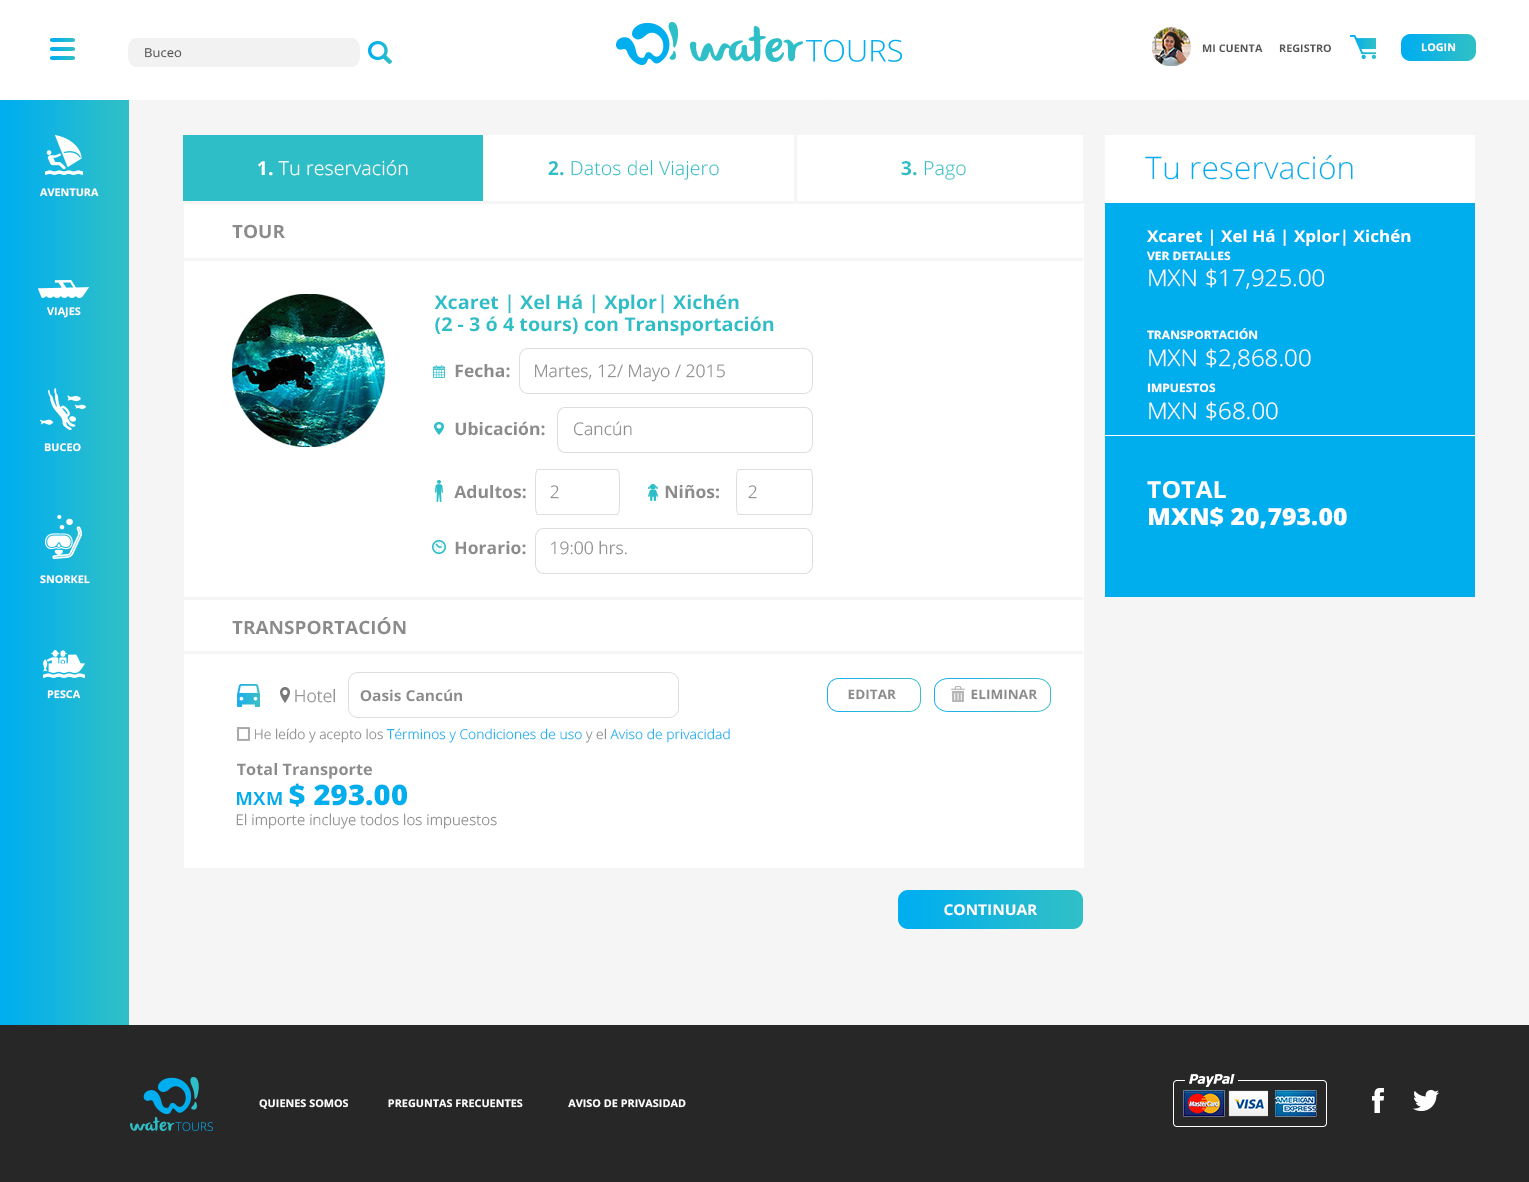 Buceo
water TOURS
MI CUENTA
REGISTRO
LOGIN
AVENTURA
VIAJES
BUCEO
SNORKEL
PESCA
1. Tu reservación
2. Datos del Viajero
3. Pago
TOUR
Xcaret | Xel Há | Xplor| Xichén
(2 - 3 ó 4 tours) con Transportación
Fecha: Martes, 12/ Mayo / 2015
Ubicación: Cancún
Adultos: 2 Niños: 2
Horario: 19:00 hrs.
TRANSPORTACIÓN
Hotel Oasis Cancún
EDITAR
ELIMINAR
He leído y acepto los Términos y Condiciones de uso y el Aviso de privacidad
Total Transporte
MXM $ 293.00
El importe incluye todos los impuestos
CONTINUAR
Tu reservación
Xcaret | Xel Há | Xplor| Xichén
VER DETALLES
MXN $17,925.00
TRANSPORTACIÓN
MXN $2,868.00
IMPUESTOS
MXN $68.00
TOTAL
MXN$ 20,793.00
water TOURS
QUIENES SOMOS
PREGUNTAS FRECUENTES
AVISO DE PRIVASIDAD
PayPal
MasterCard
VISA
AMERICAN
EXPRESS